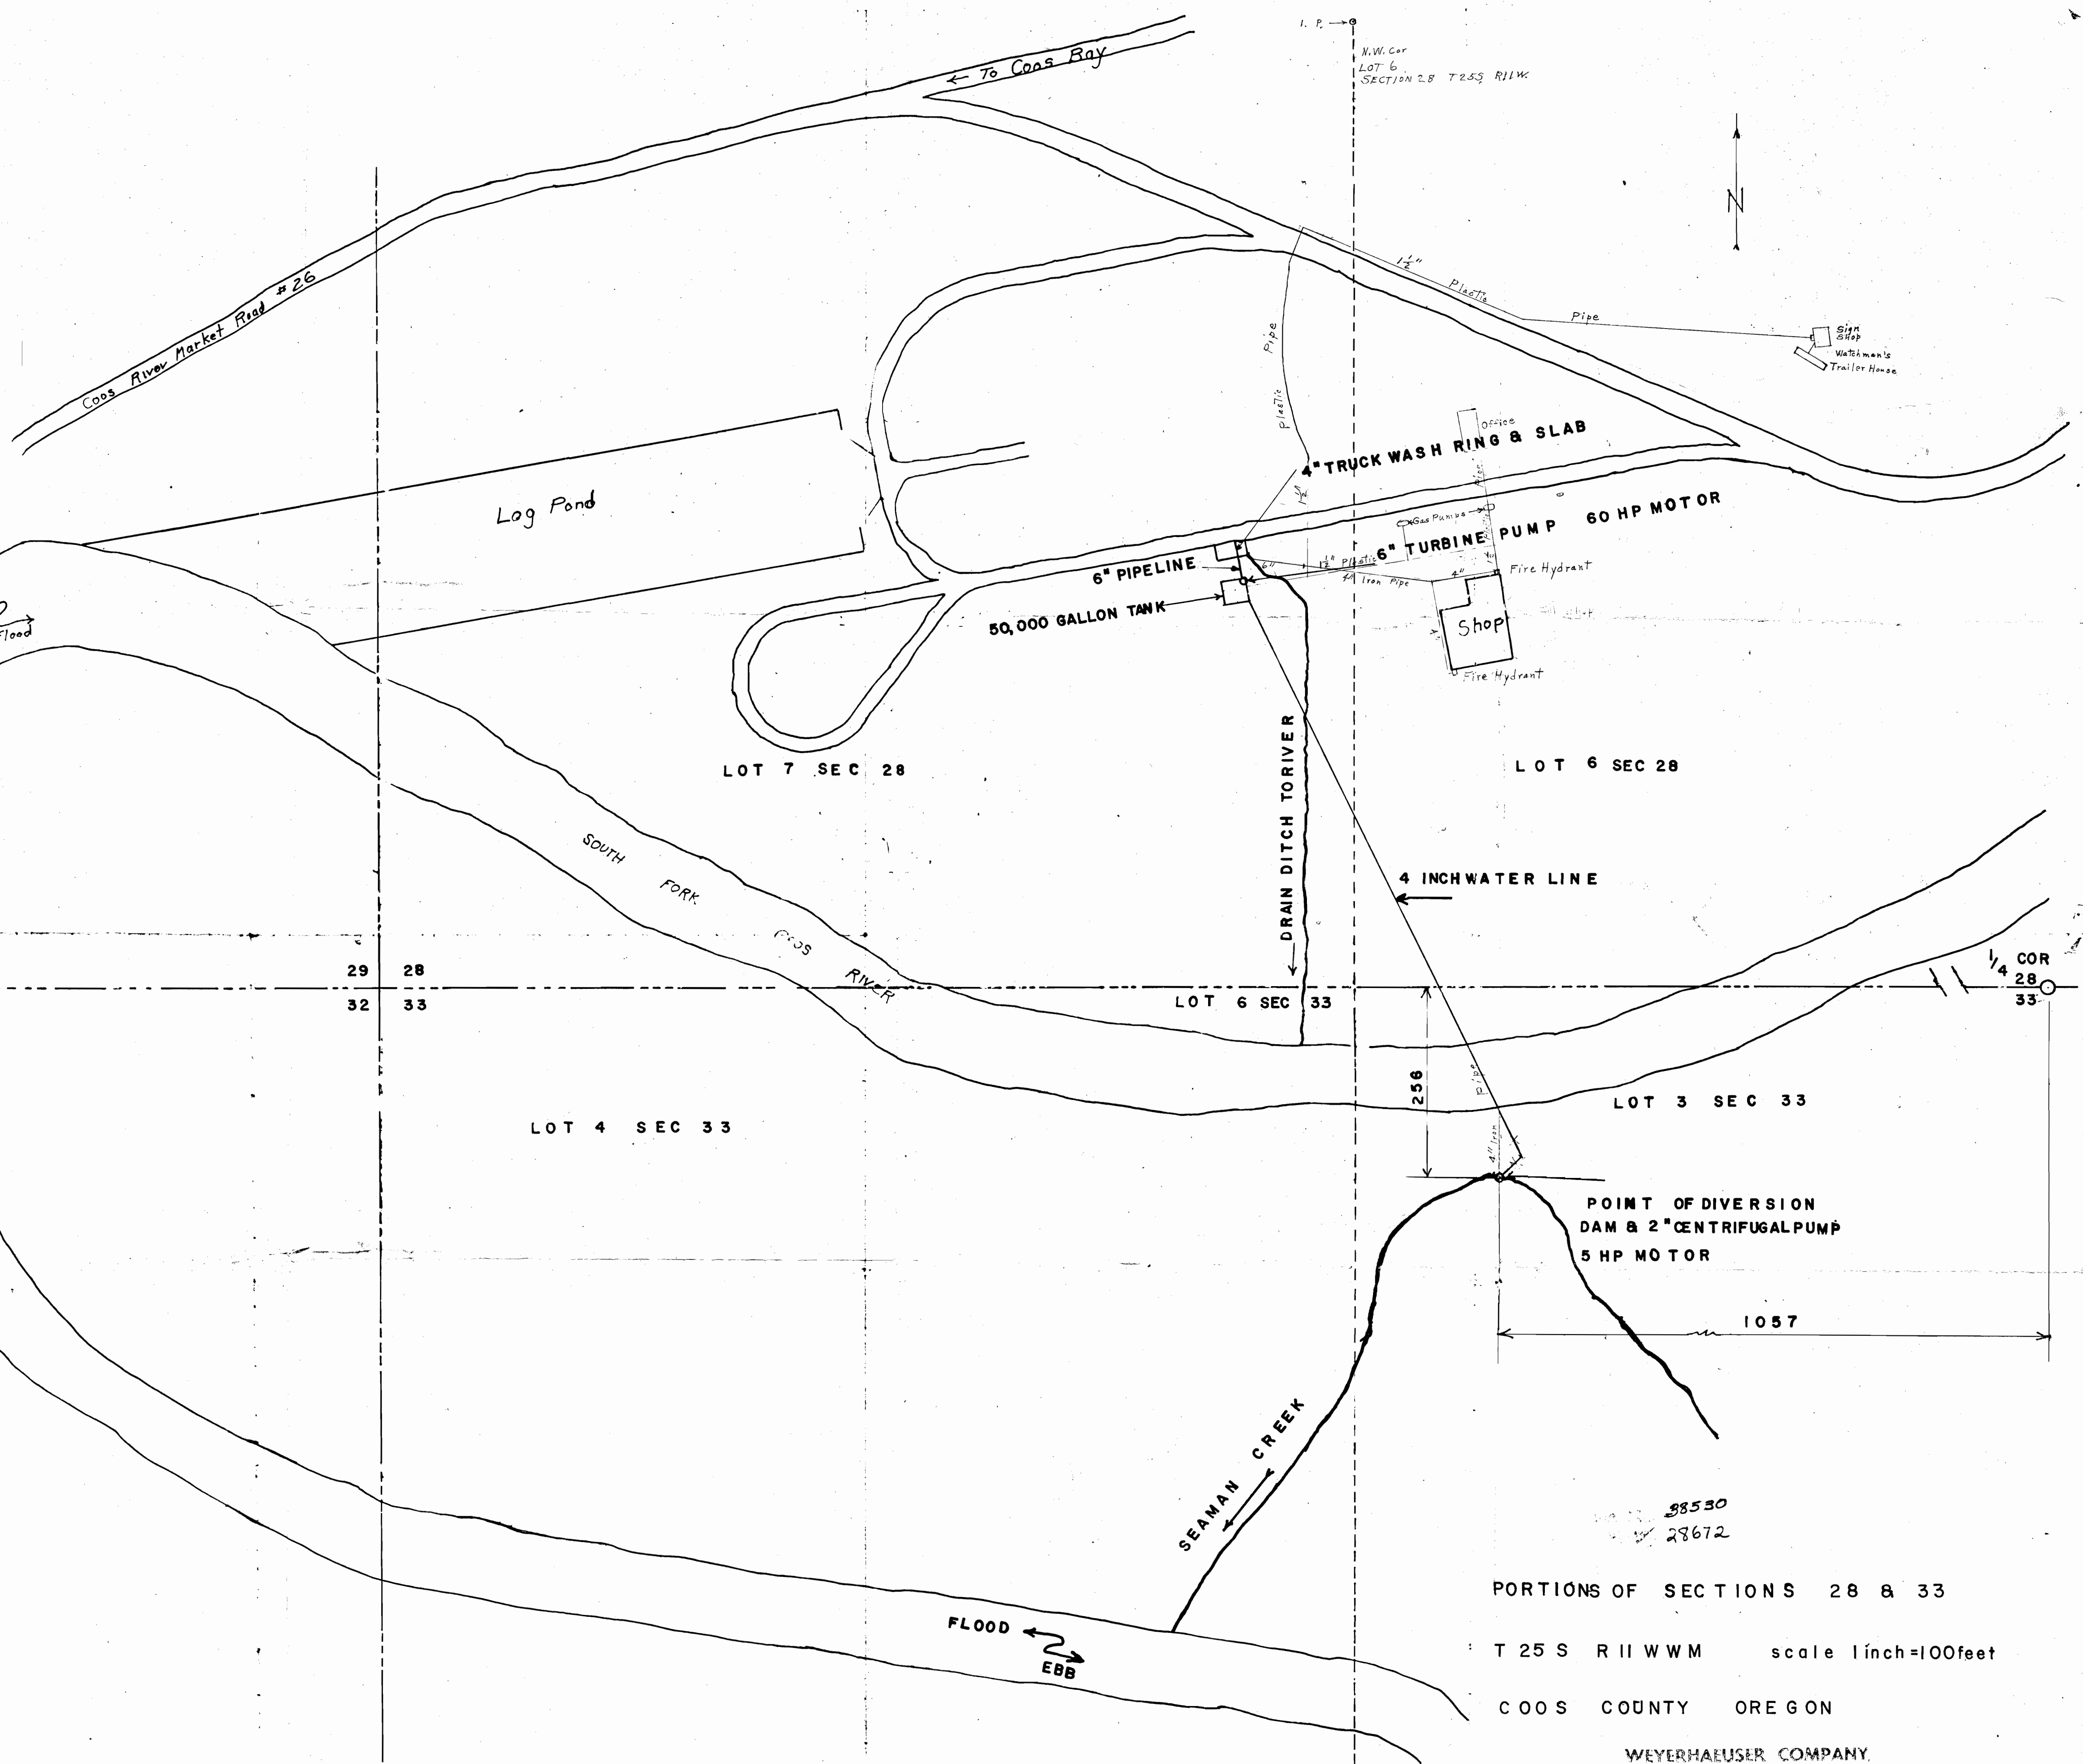 I. P.
N.W. Cor
LOT 6
SECTION 28 T25S, R11W.
← To Coos Bay
N
Coos River Market Road #26
1½"
Plastic
Pipe
Sign
Shop
Watchman's
Trailer House
Pipe
Plastic
Office
4" TRUCK WASH RING & SLAB
Log Pond
Gas Pumps
6" TURBINE PUMP 60 HP MOTOR
6" PIPELINE
6"
1½" Plastic
4" Iron Pipe
4"
Fire Hydrant
50,000 GALLON TANK
Shop
Fire Hydrant
Flood
LOT 7 SEC 28
LOT 6 SEC 28
DRAIN DITCH TORIVER
SOUTH
FORK
COOS
RIVER
4 INCHWATER LINE
29 28
32 33
LOT 6 SEC 33
1/4 COR
28
33
256
Pipe
4" Iron
LOT 3 SEC 33
LOT 4 SEC 33
POINT OF DIVERSION
DAM & 2" CENTRIFUGALPUMP
5 HP MOTOR
1057
SEAMAN CREEK
38530
28672
PORTIONS OF SECTIONS 28 & 33
FLOOD
EBB
T 25 S R 11 W W M scale 1inch=100feet
COOS COUNTY OREGON
WEYERHAEUSER COMPANY